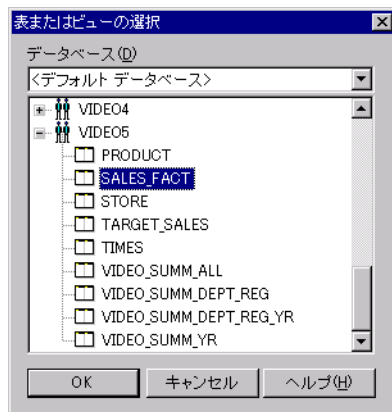 表またはビューの選択
データベース(D)
<デフォルト データベース>
VIDEO4
VIDEO5
PRODUCT
SALES_FACT
STORE
TARGET_SALES
TIMES
VIDEO_SUMM_ALL
VIDEO_SUMM_DEPT_REG
VIDEO_SUMM_DEPT_REG_YR
VIDEO_SUMM_YR
OK キャンセル ヘルプ(H)